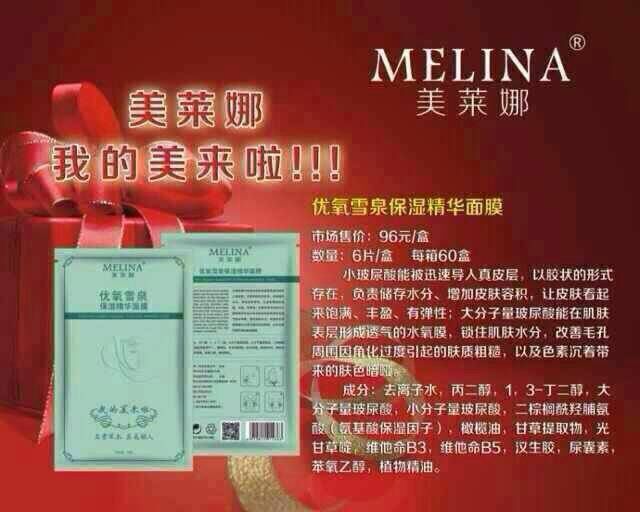 MELINA®
美莱娜
美莱娜
我的美来啦!!!
优氧雪泉保湿精华面膜
市场售价：96元/盒
数量：6片/盒 每箱60盒
小玻尿酸能被迅速导入真皮层，以胶状的形式
存在，负责储存水分、增加皮肤容积，让皮肤看起
来饱满、丰盈、有弹性；大分子量玻尿酸能在肌肤
表层形成透气的水氧膜，锁住肌肤水分，改善毛孔
周围因角化过度引起的肤质粗糙，以及色素沉着带
来的肤色暗哑。
成分：去离子水，丙二醇，1，3-丁二醇，大
分子量玻尿酸，小分子量玻尿酸，二棕榈酰羟脯氨
酸（氨基酸保湿因子），橄榄油，甘草提取物，光
甘草啶，维他命B3，维他命B5，汉生胶，尿囊素，
苯氧乙醇，植物精油。
MELINA
美莱娜
优氧雪泉
保湿精华面膜
我的美来啦
MELINA
美莱娜
优氧雪泉保湿精华面膜